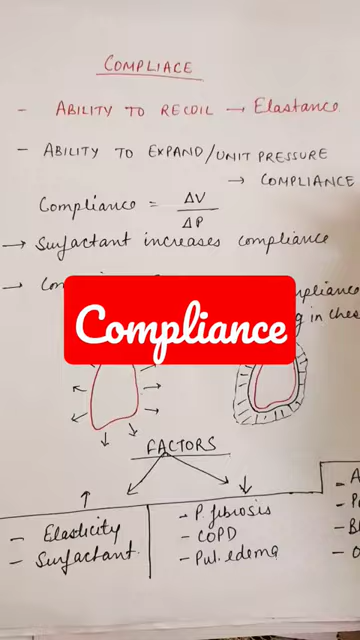 COMPLIACE
- ABILITY TO RECOIL → Elastance
- ABILITY TO EXPAND/UNIT PRESSURE
→ COMPLIANCE
Compliance = ΔV
ΔP
→ Surfactant increases compliance
→
Compliance
in
FACTORS
↑ ↓
- Elasticity
- Surfactant.
- P. fibrosis
- COPD
- Pul. edema